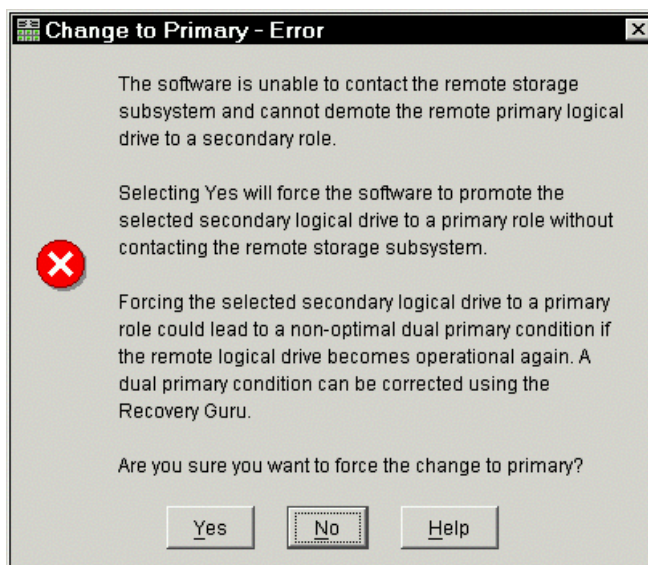 Change to Primary - Error
The software is unable to contact the remote storage
subsystem and cannot demote the remote primary logical
drive to a secondary role.
Selecting Yes will force the software to promote the
selected secondary logical drive to a primary role without
contacting the remote storage subsystem.
Forcing the selected secondary logical drive to a primary
role could lead to a non-optimal dual primary condition if
the remote logical drive becomes operational again. A
dual primary condition can be corrected using the
Recovery Guru.
Are you sure you want to force the change to primary?
Yes No Help